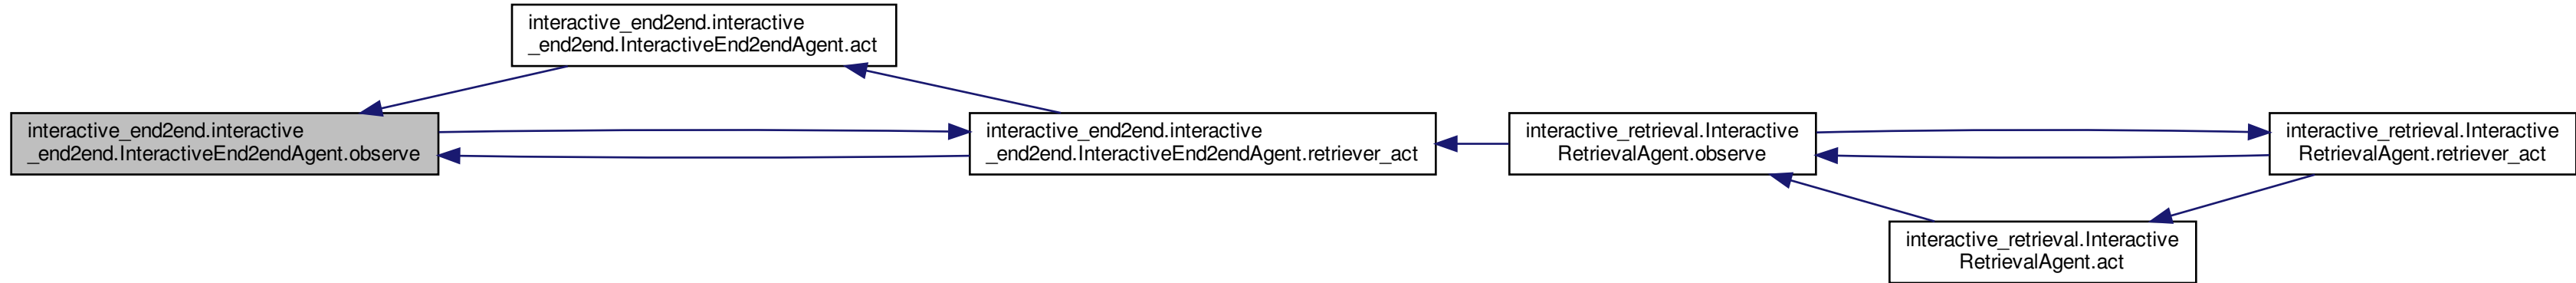 interactive_end2end.interactive
_end2end.InteractiveEnd2endAgent.act
interactive_end2end.interactive
_end2end.InteractiveEnd2endAgent.observe
interactive_end2end.interactive
_end2end.InteractiveEnd2endAgent.retriever_act
interactive_retrieval.Interactive
RetrievalAgent.observe
interactive_retrieval.Interactive
RetrievalAgent.retriever_act
interactive_retrieval.Interactive
RetrievalAgent.act